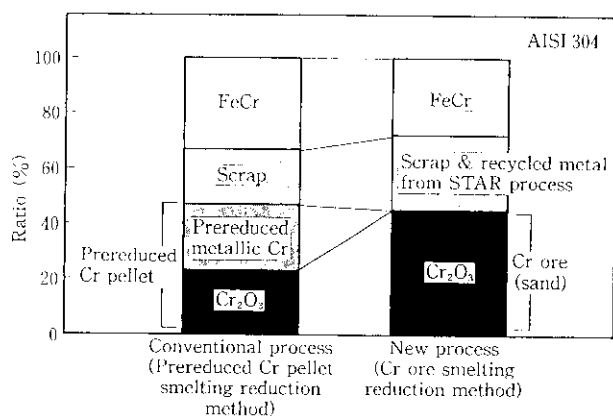 AISI 304
100
80
60
40
20
0
Ratio (%)
FeCr
Scrap
Prereduced
metallic Cr
Cr₂O₃
Prereduced
Cr pellet
FeCr
Scrap & recycled metal
from STAR process
Cr₂O₃
Cr ore
(sand)
Conventional process
(Prereduced Cr pellet
smelting reduction
method)
New process
(Cr ore smelting
reduction method)